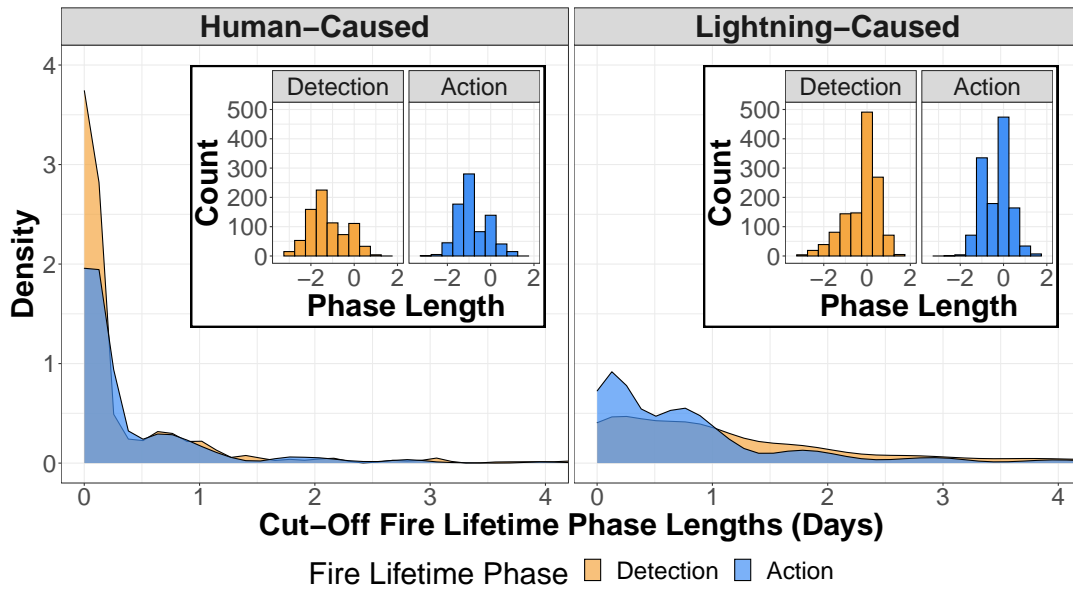 Human−Caused
Lightning−Caused
Density
4
3
2
1
0
Detection
Action
Count
500
400
300
200
100
0
−2 0 2
−2 0 2
Phase Length
Detection
Action
Count
500
400
300
200
100
0
−2 0 2
−2 0 2
Phase Length
0 1 2 3 4
0 1 2 3 4
Cut−Off Fire Lifetime Phase Lengths (Days)
Fire Lifetime Phase Detection Action